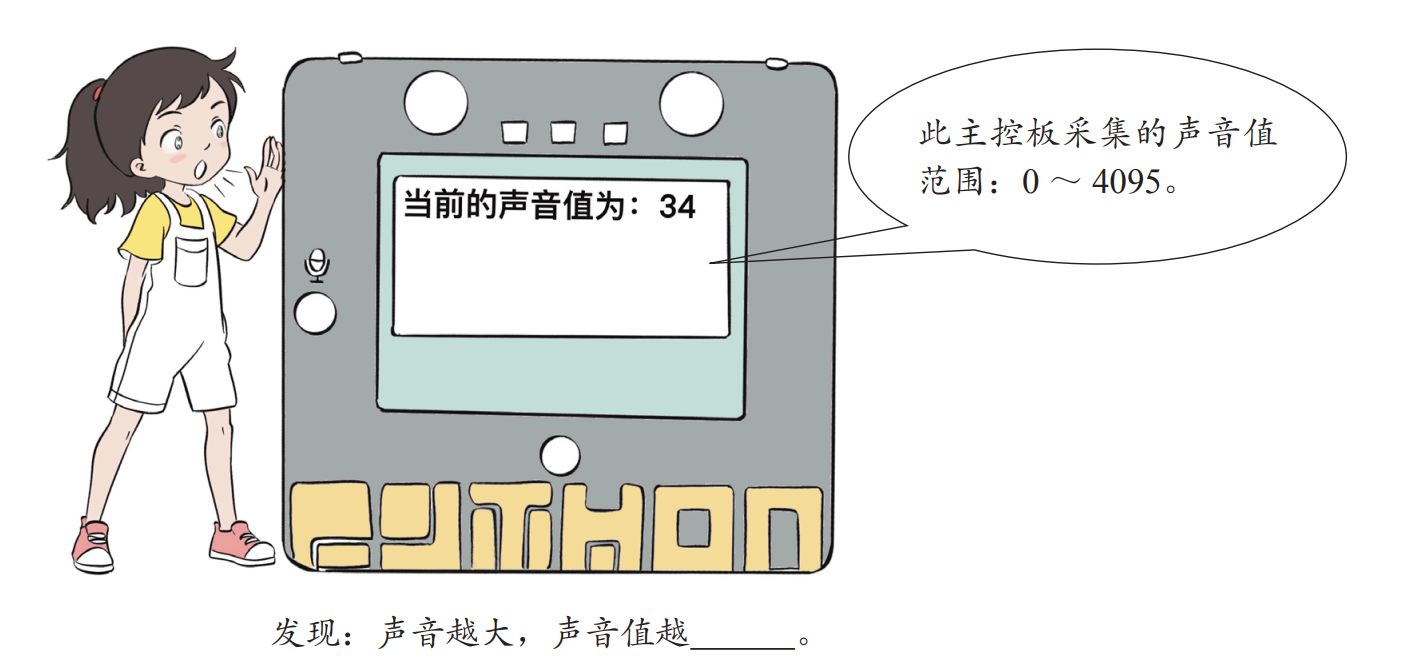 当前的声音值为：34
此主控板采集的声音值
范围：0 ～ 4095。
PYTHON
发现：声音越大，声音值越______。